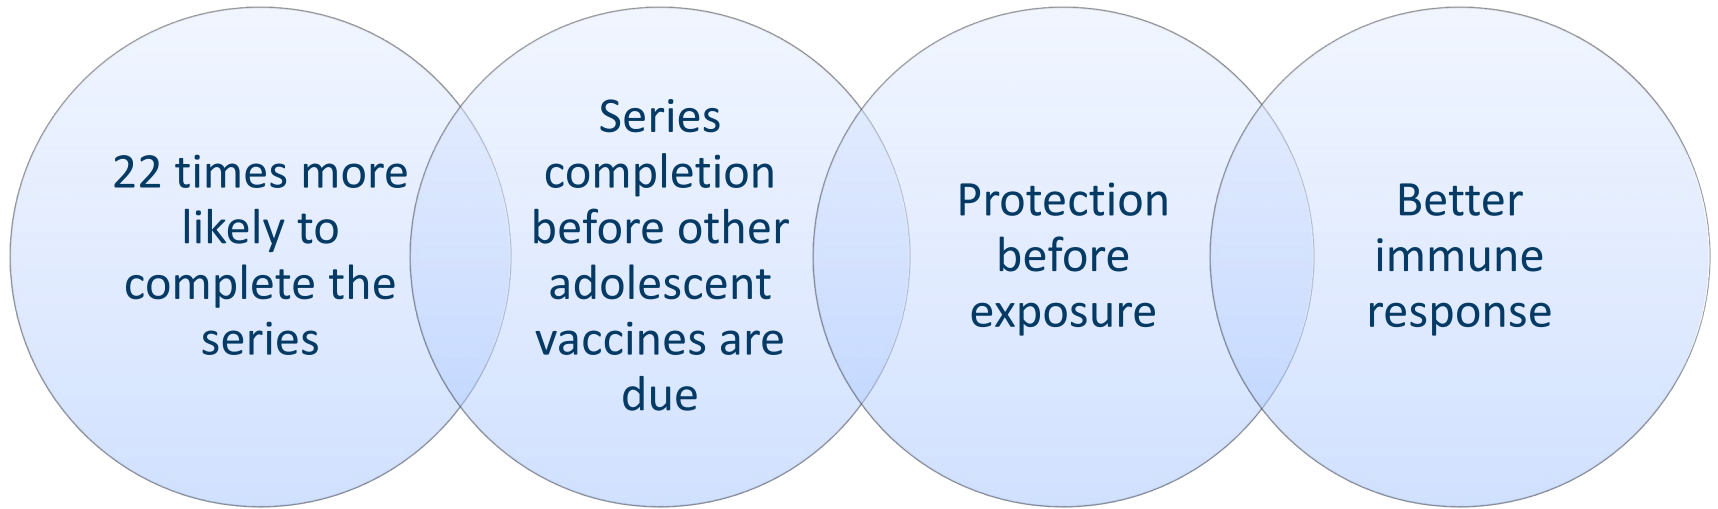 22 times more
likely to
complete the
series
Series
completion
before other
adolescent
vaccines are
due
Protection
before
exposure
Better
immune
response